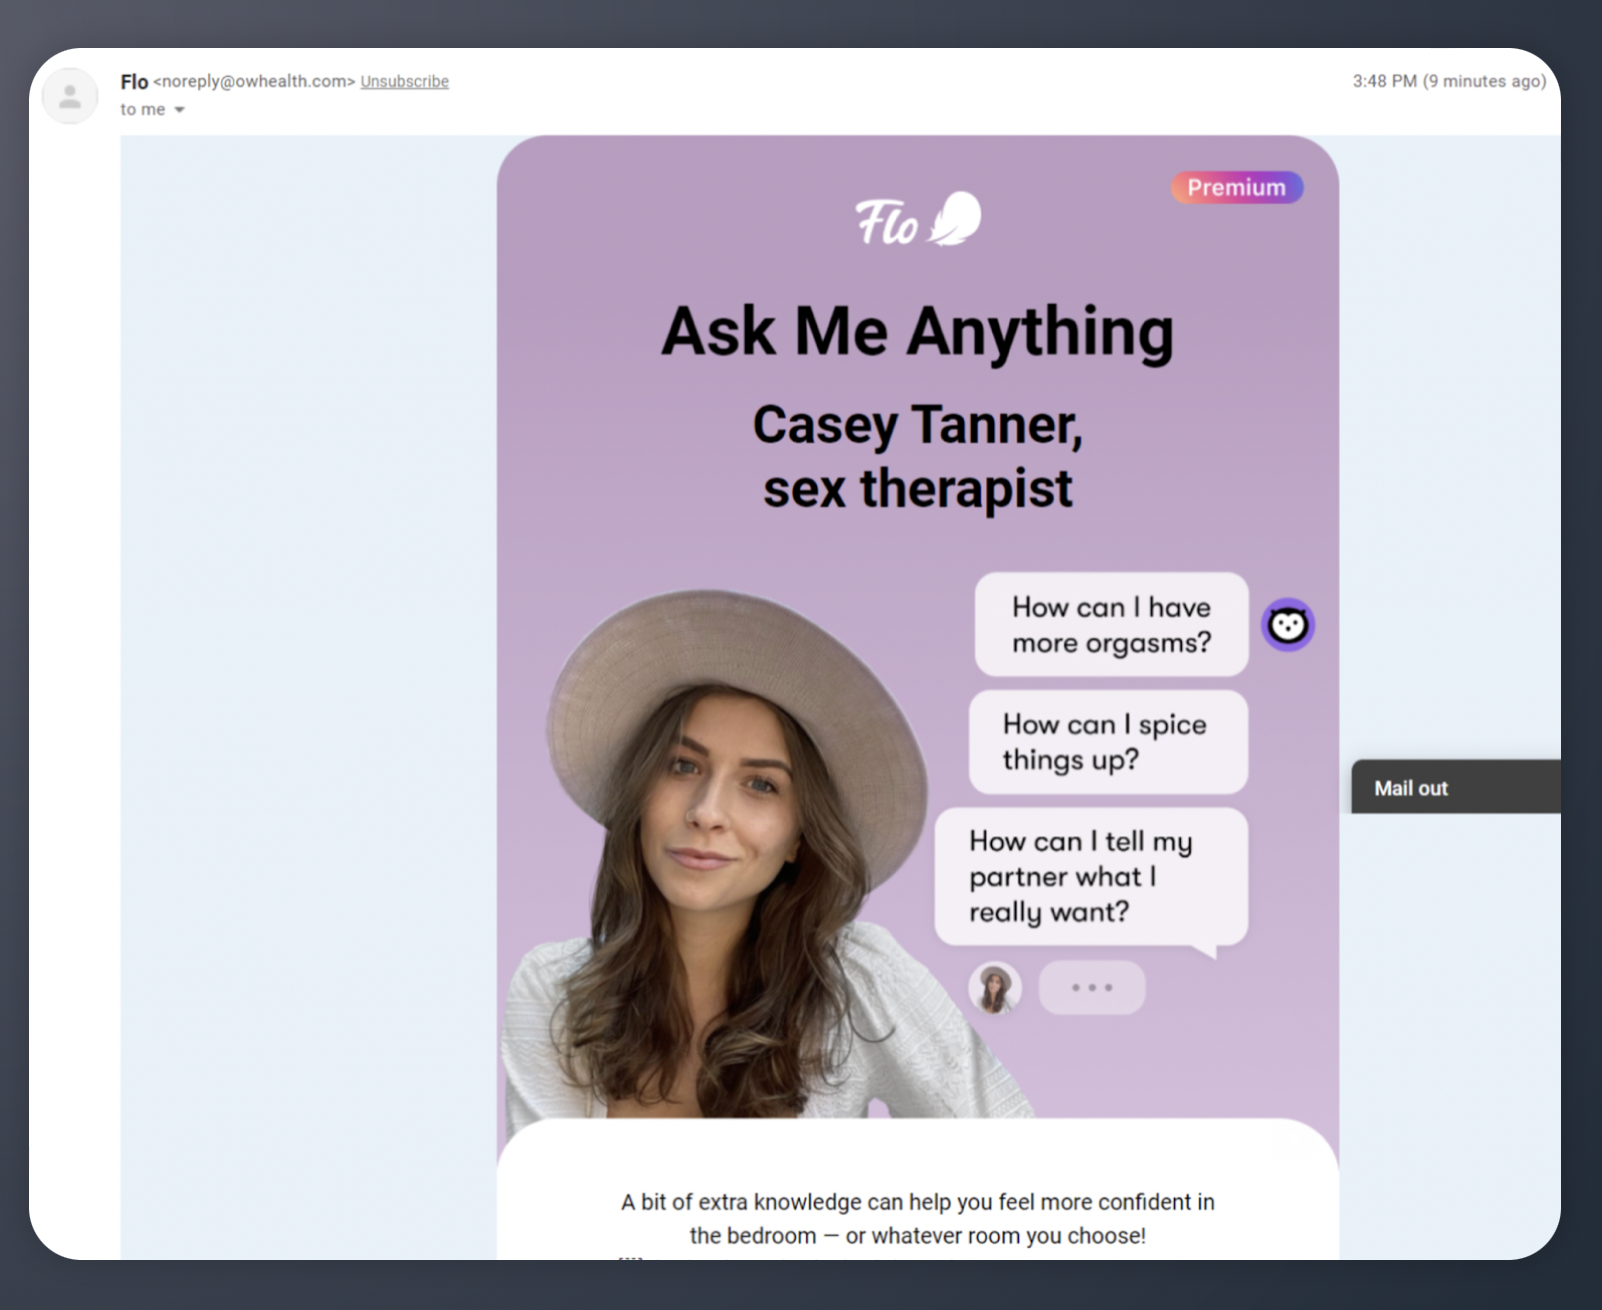 Flo <noreply@owhealth.com> Unsubscribe
3:48 PM (9 minutes ago)
to me
Premium
Flo
Ask Me Anything
Casey Tanner,
sex therapist
How can I have
more orgasms?
How can I spice
things up?
How can I tell my
partner what I
really want?
Mail out
A bit of extra knowledge can help you feel more confident in
the bedroom — or whatever room you choose!